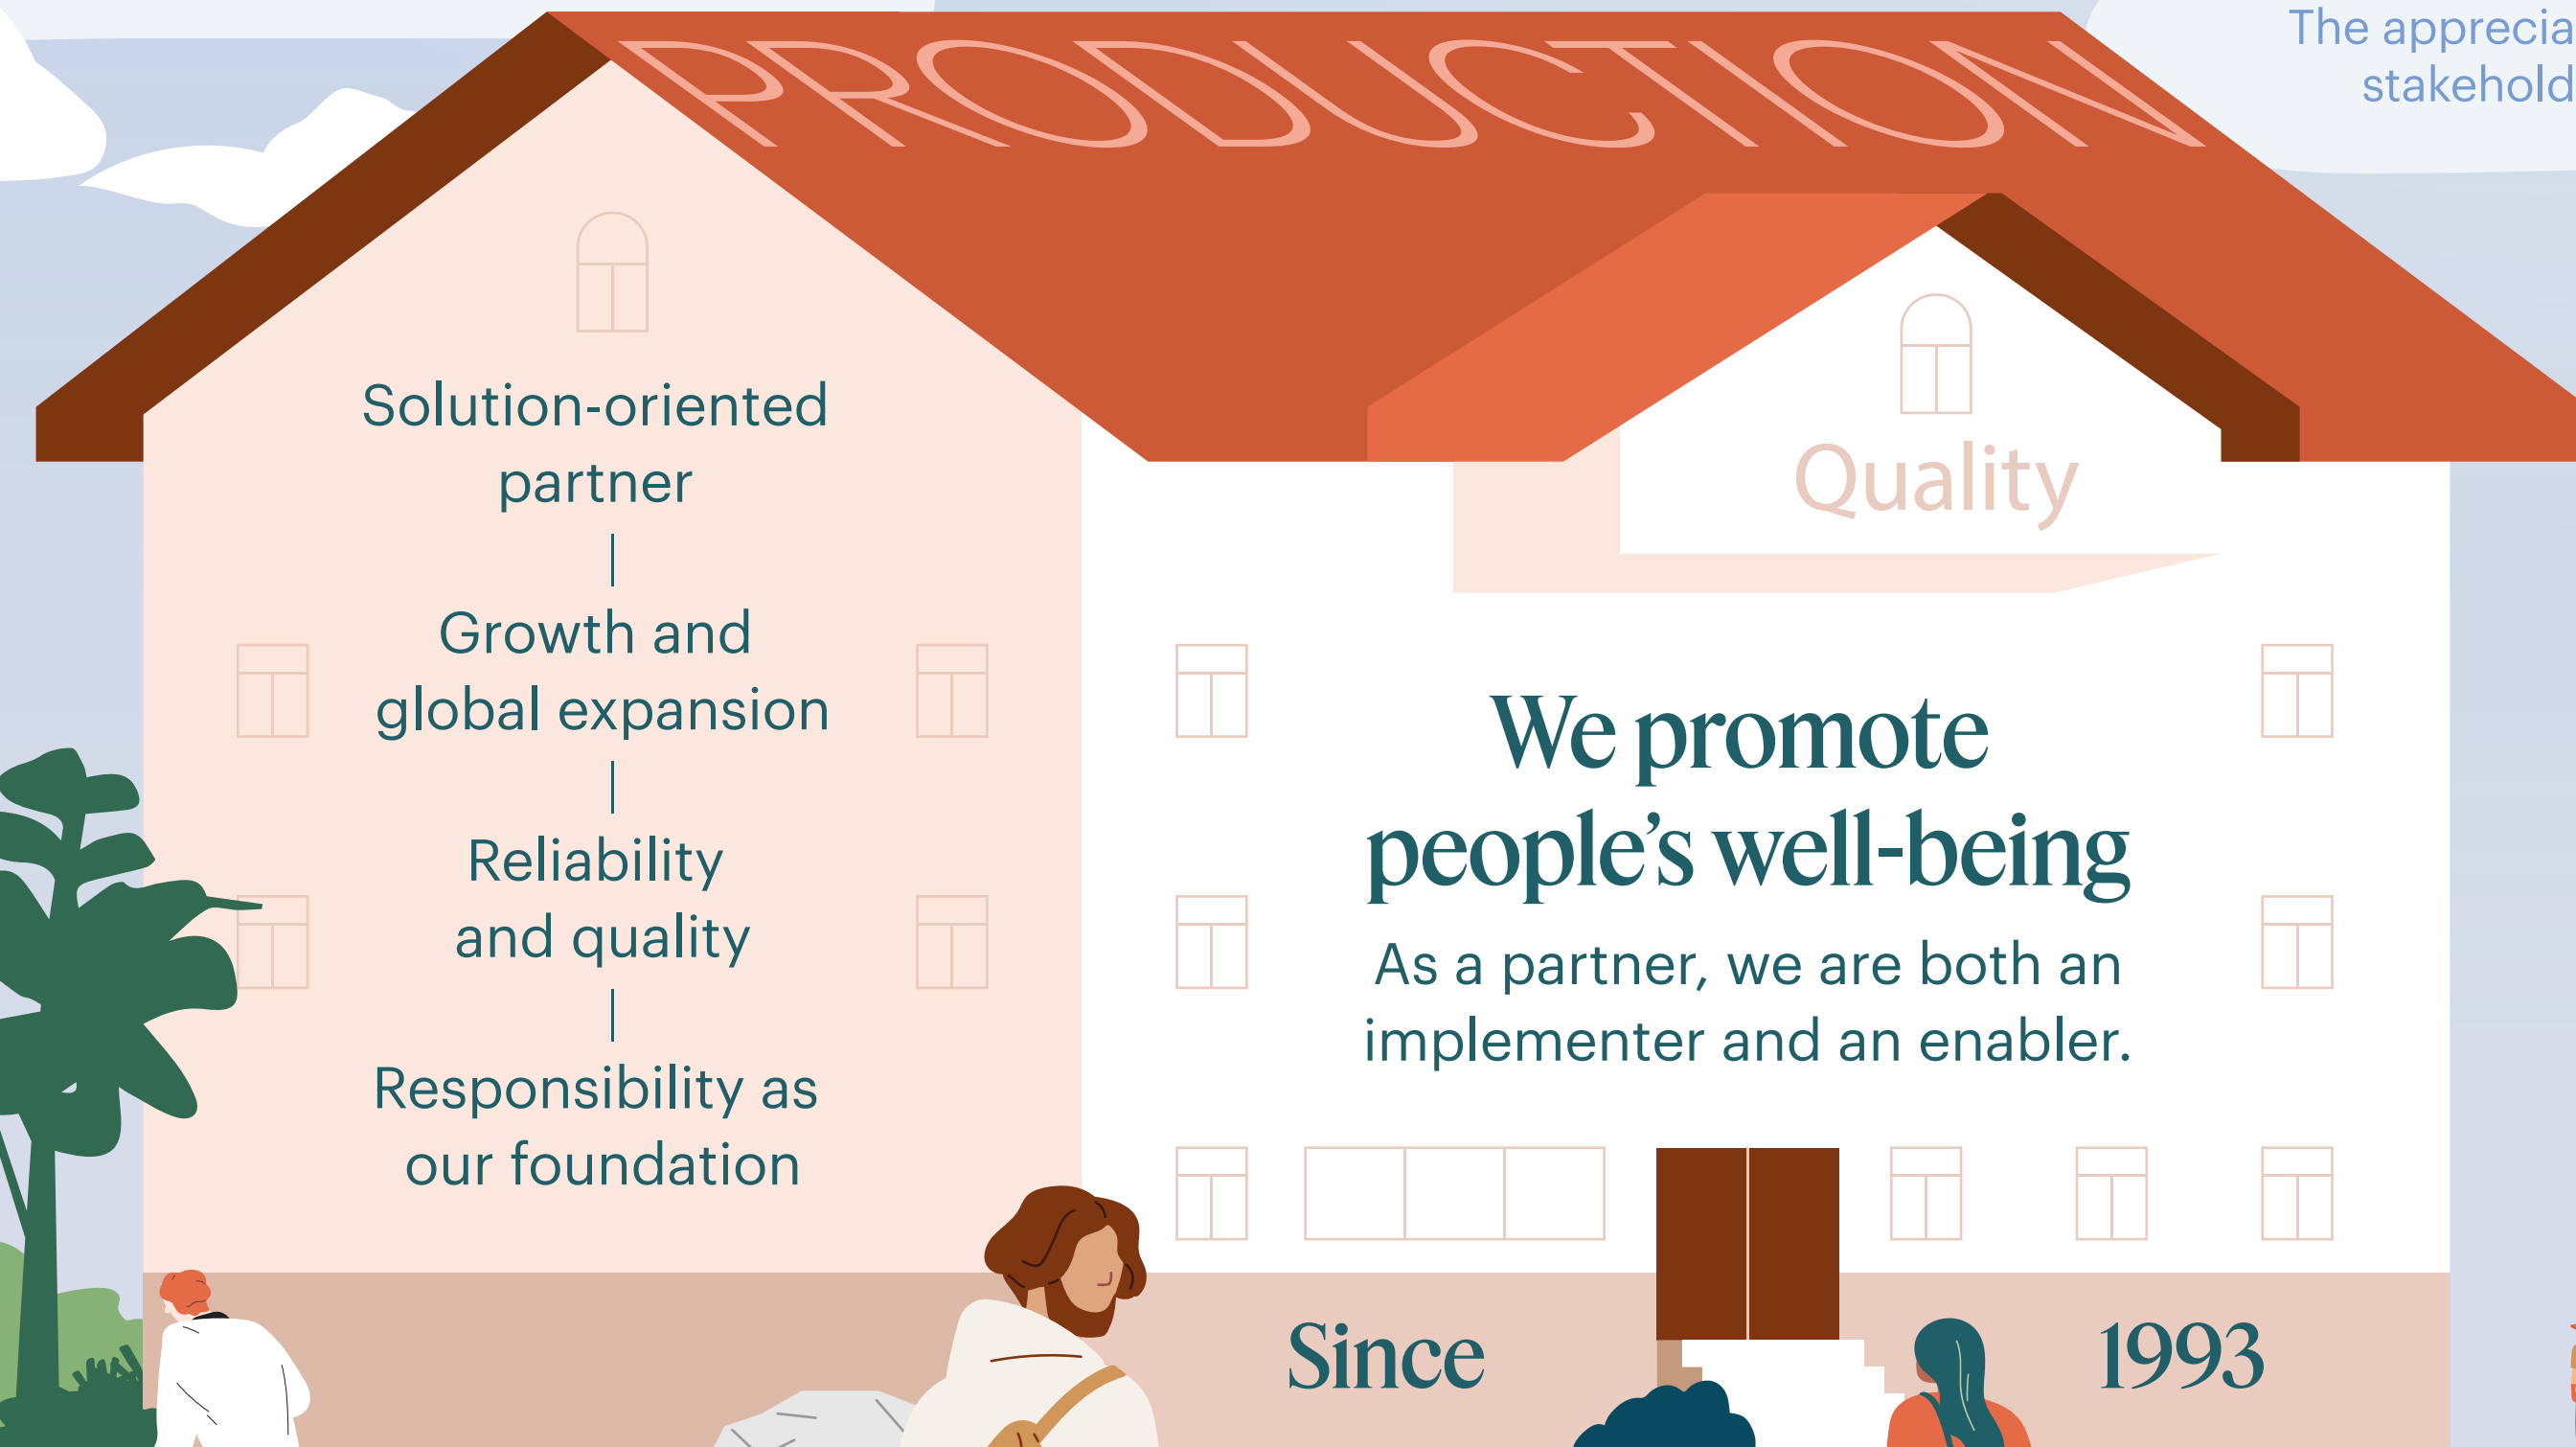 PRODUCTION
The
stakehold
Solution-oriented
partner
Growth and
global expansion
Reliability
and quality
Responsibility as
our foundation
Quality
We promote
people’s well-being
As a partner, we are both an
implementer and an enabler.
Since 1993